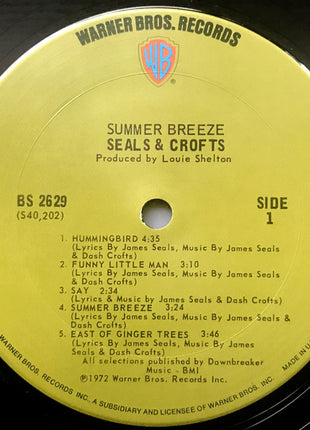 WARNER BROS. RECORDS
WB
SUMMER BREEZE
SEALS & CROFTS
Produced by Louie Shelton
BS 2629
(S40,202)
SIDE
1
1. HUMMINGBIRD 4:35
(Lyrics By James Seals, Music By James Seals
& Dash Crofts)
2. FUNNY LITTLE MAN 3:10
(Lyrics By James Seals, Music By James Seals
& Dash Crofts)
3. SAY 2:34
(Lyrics & Music by James Seals & Dash Crofts)
4. SUMMER BREEZE 3:24
(Lyrics By James Seals, Music By James Seals &
Dash Crofts)
5. EAST OF GINGER TREES 3:46
(Lyrics By James Seals, Music By James Seals
& Dash Crofts)
All selections published by Dawnbreaker
Music - BMI
℗1972 Warner Bros. Records Inc.
WARNER BROS. RECORDS INC. A SUBSIDIARY AND LICENSEE OF WARNER BROS. INC.
MADE IN U